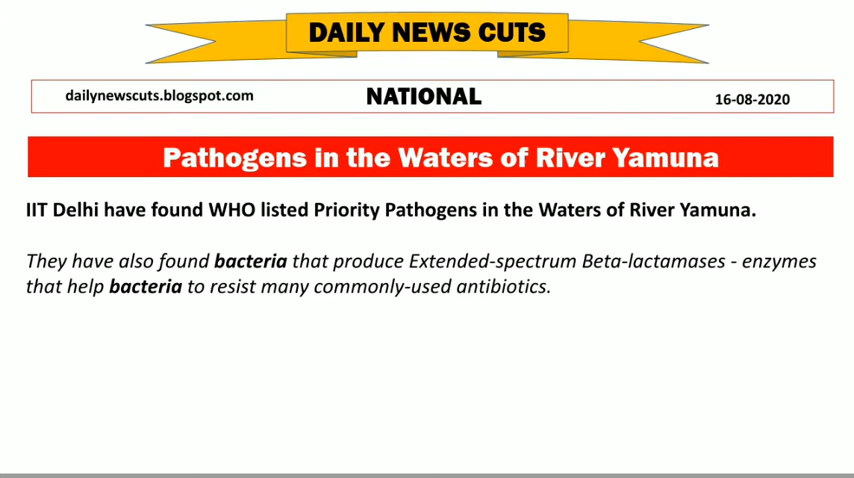 DAILY NEWS CUTS
dailynewscuts.blogspot.com NATIONAL 16-08-2020
Pathogens in the Waters of River Yamuna
IIT Delhi have found WHO listed Priority Pathogens in the Waters of River Yamuna.
They have also found bacteria that produce Extended-spectrum Beta-lactamases - enzymes
that help bacteria to resist many commonly-used antibiotics.